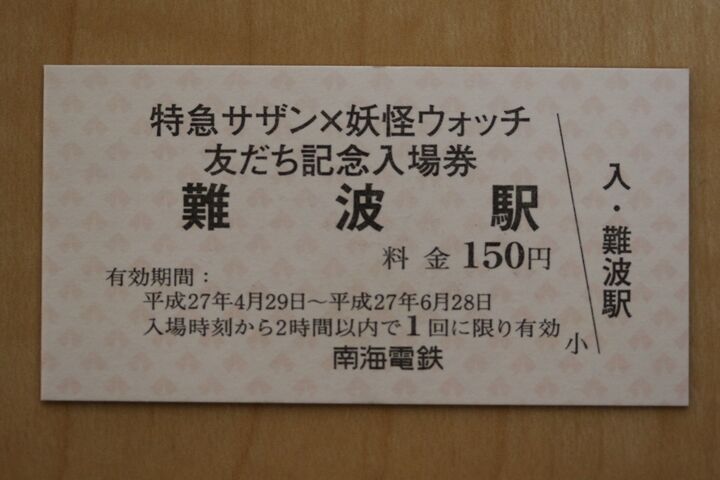 特急サザン×妖怪ウォッチ
友だち記念入場券
難波駅
料金150円
有効期間：
平成27年4月29日～平成27年6月28日
入場時刻から2時間以内で1回に限り有効
南海電鉄
小
入・難波駅